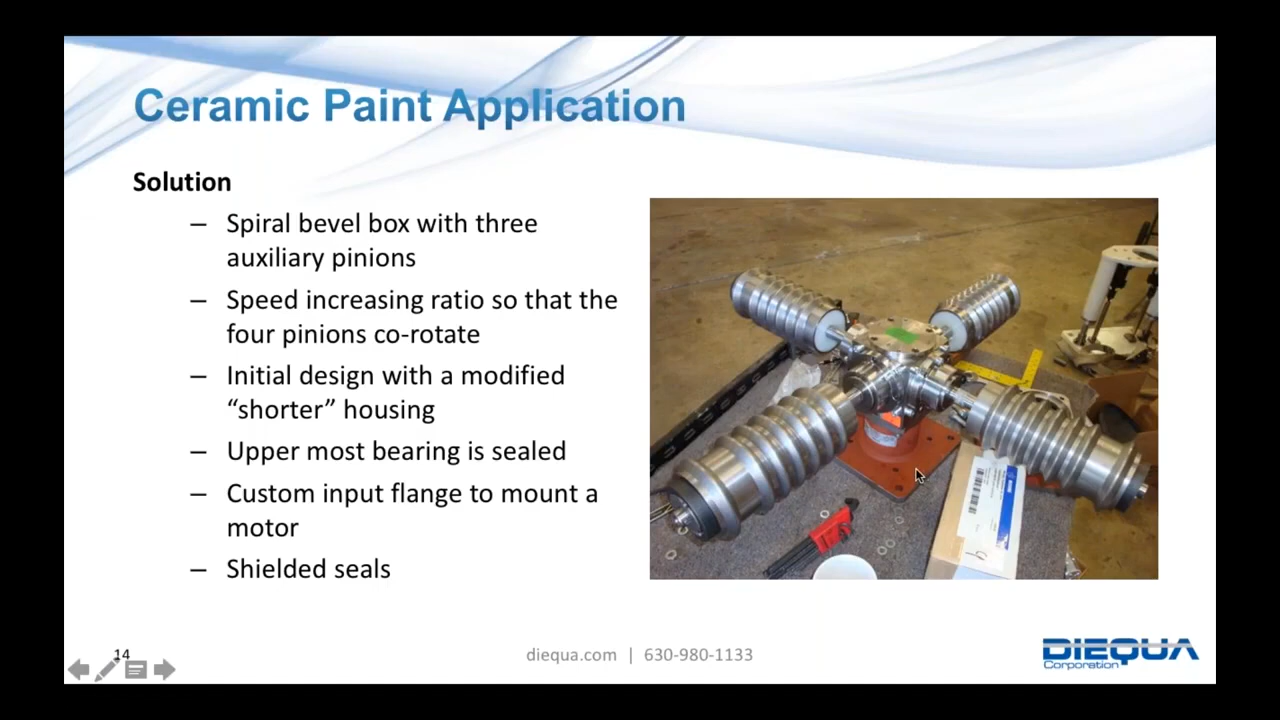 Ceramic Paint Application
Solution
– Spiral bevel box with three
auxiliary pinions
– Speed increasing ratio so that the
four pinions co-rotate
– Initial design with a modified
“shorter” housing
– Upper most bearing is sealed
– Custom input flange to mount a
motor
– Shielded seals
14
diequa.com | 630-980-1133
DIEQUA
Corporation